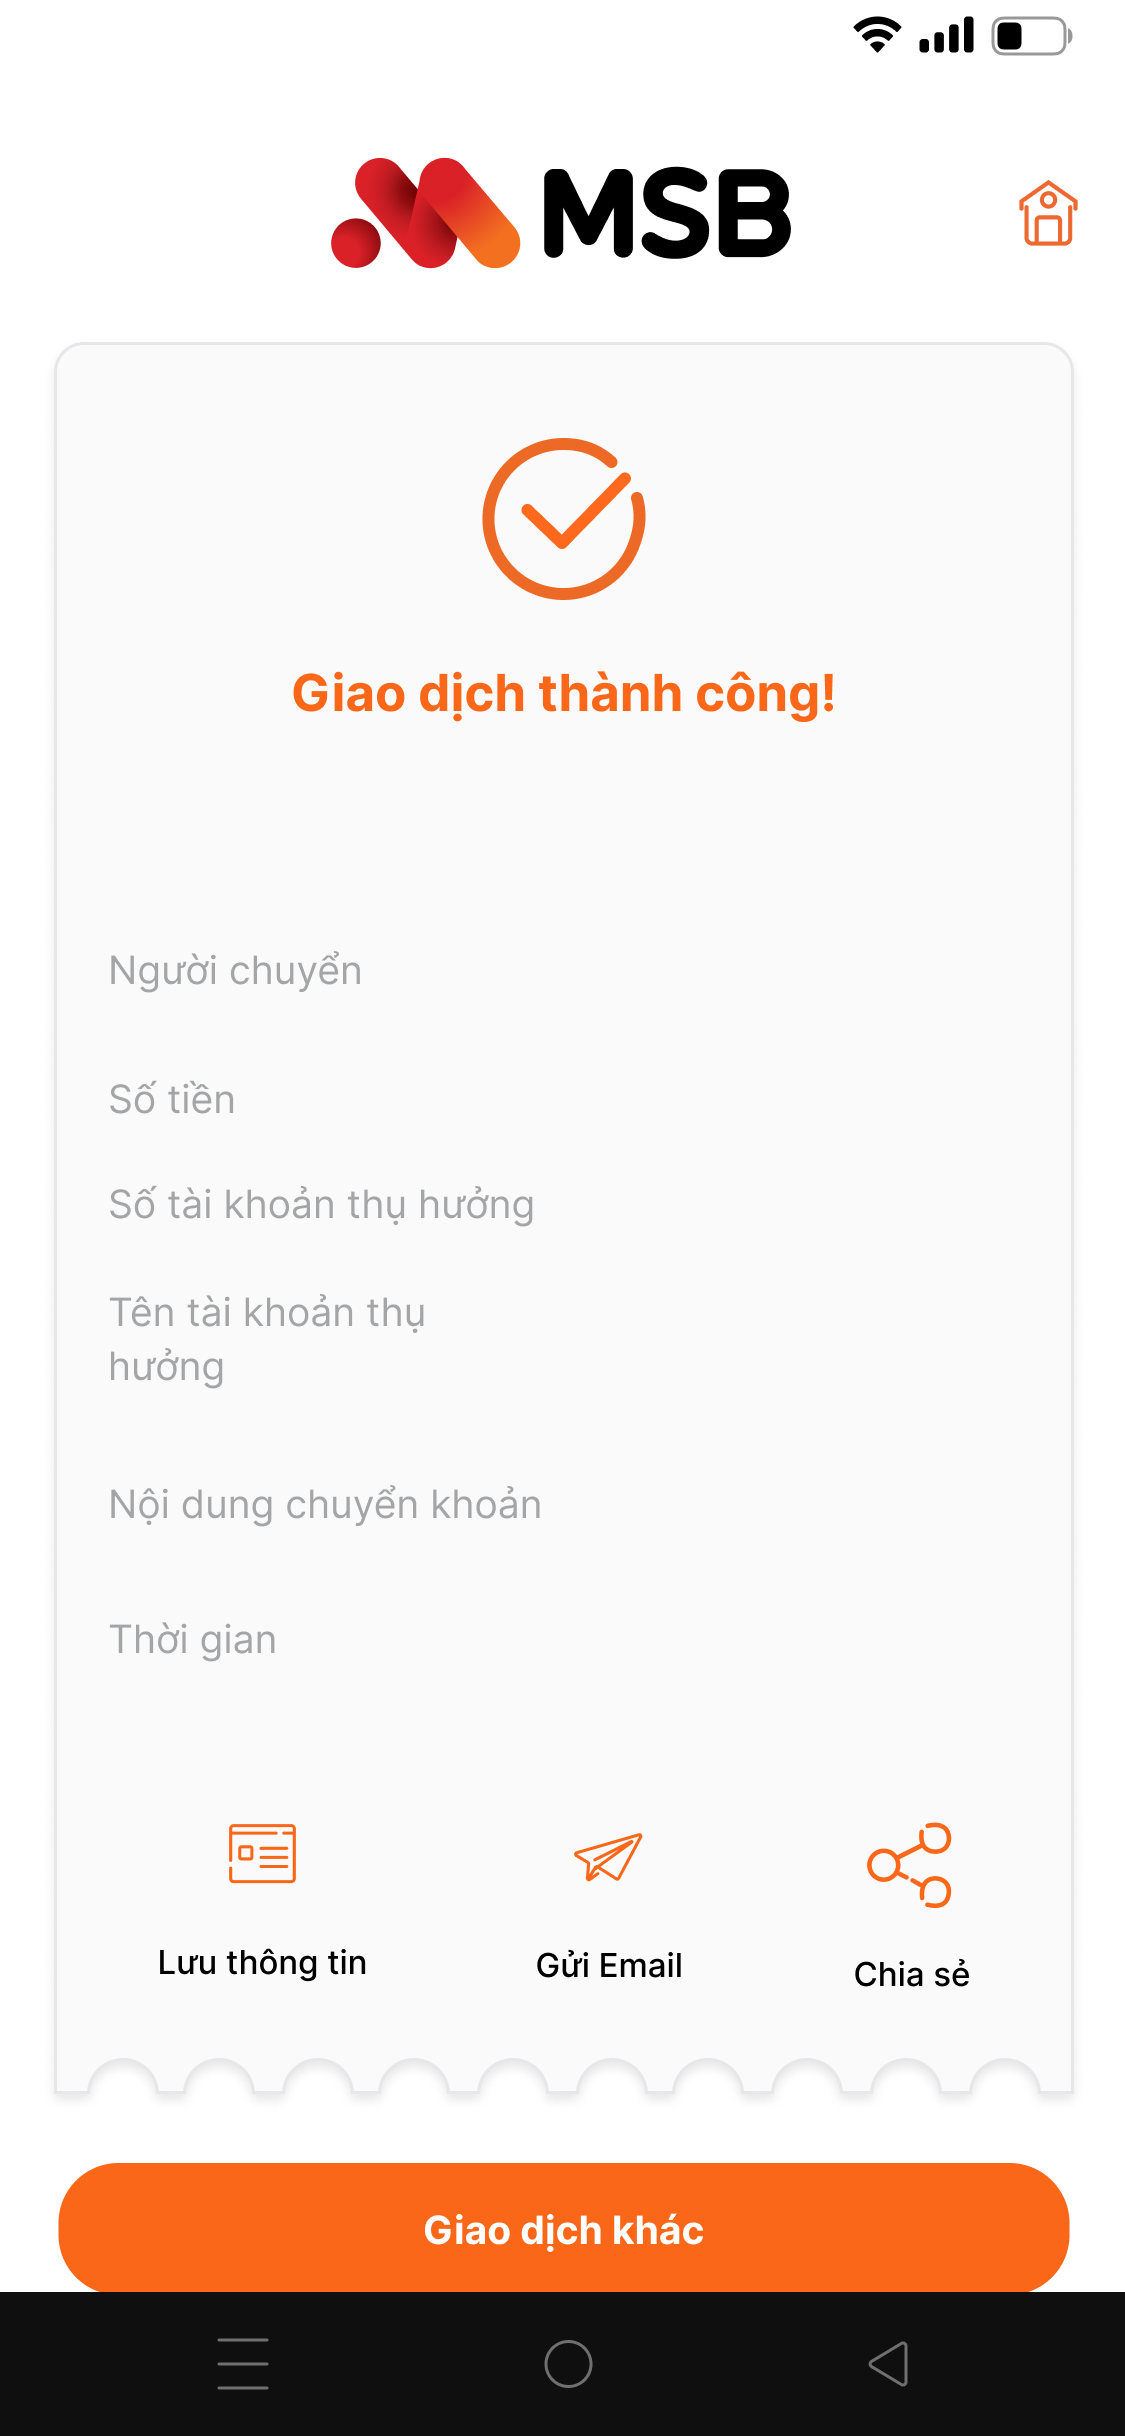 MSB
Giao dịch thành công!
Người chuyển
Số tiền
Số tài khoản thụ hưởng
Tên tài khoản thụ
hưởng
Nội dung chuyển khoản
Thời gian
Lưu thông tin
Gửi Email
Chia sẻ
Giao dịch khác